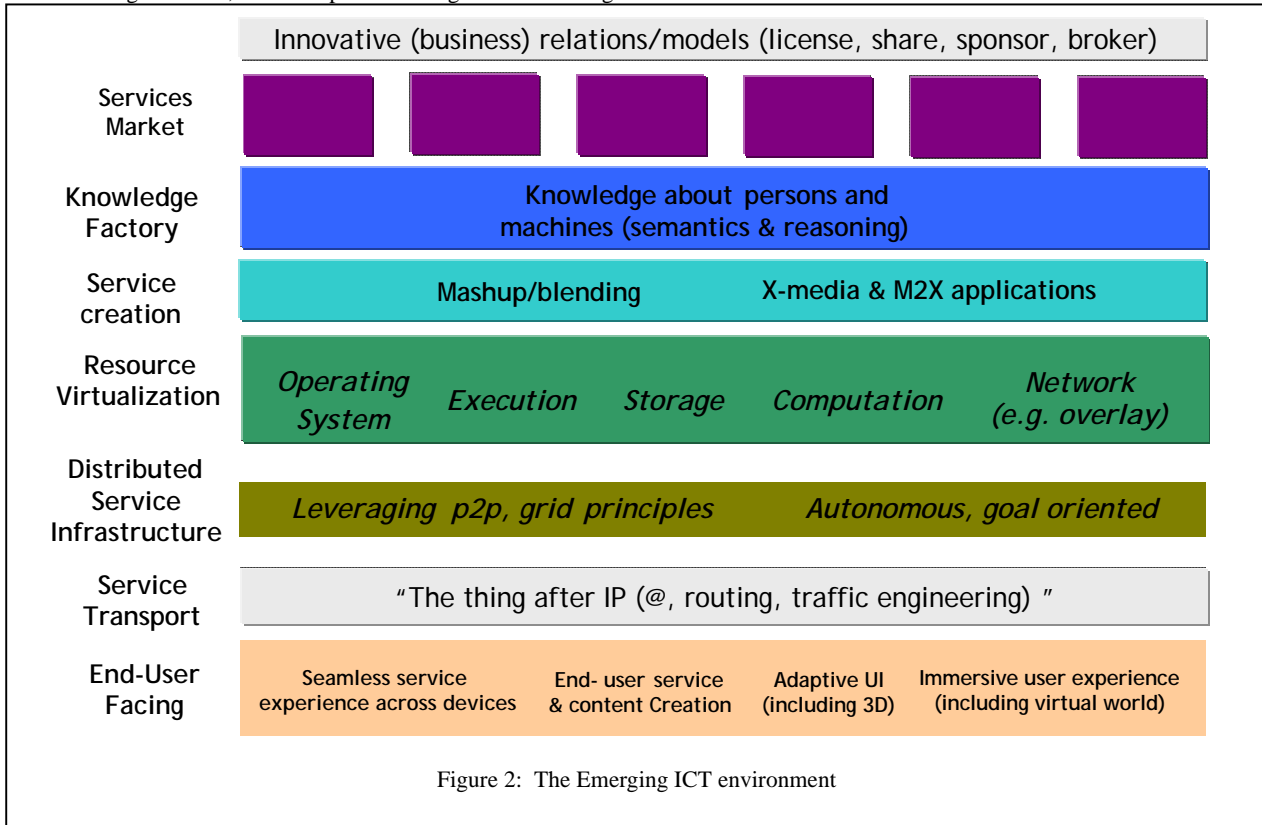 Innovative (business) relations/models (license, share, sponsor, broker)
Services
Market
Knowledge
Factory
Knowledge about persons and
machines (semantics & reasoning)
Service
creation
Mashup/blending
X-media & M2X applications
Resource
Virtualization
Operating
System
Execution
Storage
Computation
Network
(e.g. overlay)
Distributed
Service
Infrastructure
Leveraging p2p, grid principles
Autonomous, goal oriented
Service
Transport
“The thing after IP (@, routing, traffic engineering) ”
End-User
Facing
Seamless service
experience across devices
End- user service
& content Creation
Adaptive UI
(including 3D)
Immersive user experience
(including virtual world)
Figure 2: The Emerging ICT environment